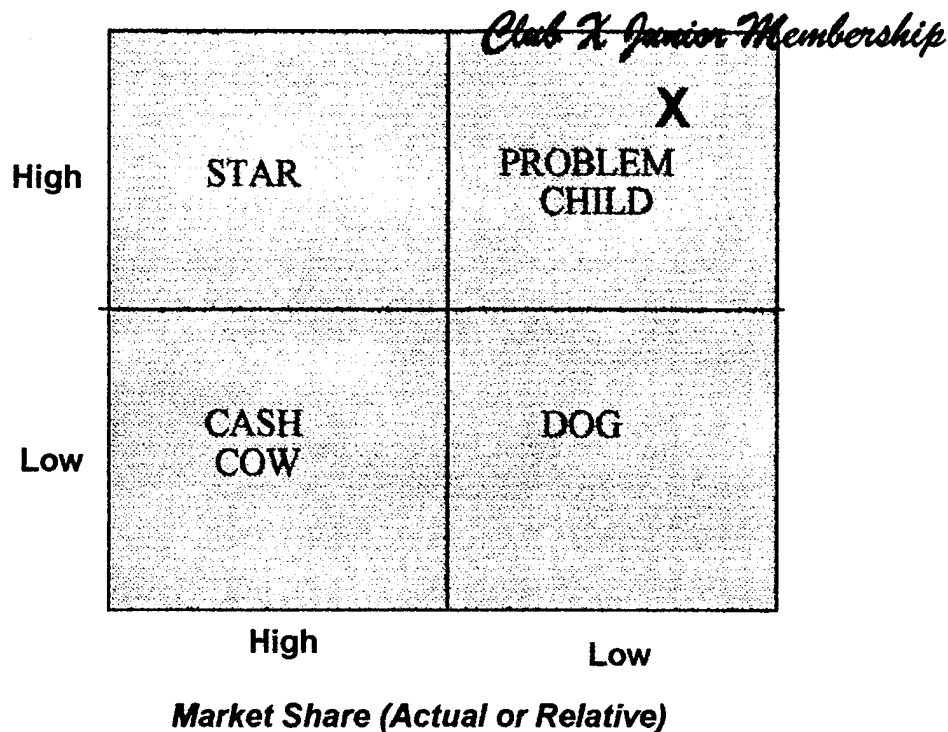 Club X Junior Membership
X
High
STAR
PROBLEM
CHILD
Low
CASH
COW
DOG
High
Low
Market Share (Actual or Relative)